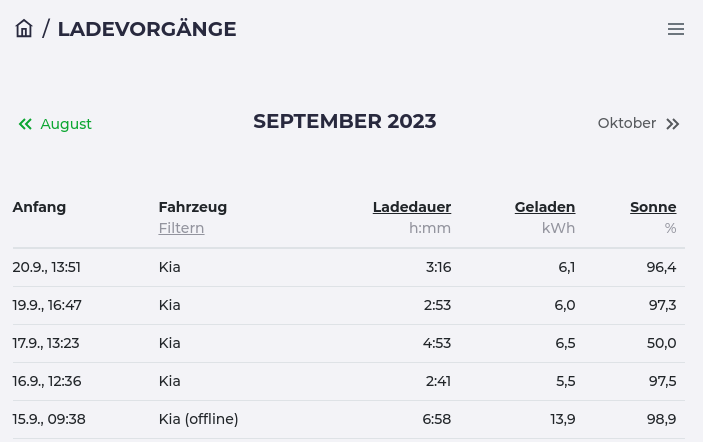 / LADEVORGÄNGE
August SEPTEMBER 2023 Oktober
Anfang Fahrzeug Ladedauer Geladen Sonne
Filtern h:mm kWh %
20.9., 13:51 Kia 3:16 6,1 96,4
19.9., 16:47 Kia 2:53 6,0 97,3
17.9., 13:23 Kia 4:53 6,5 50,0
16.9., 12:36 Kia 2:41 5,5 97,5
15.9., 09:38 Kia (offline) 6:58 13,9 98,9